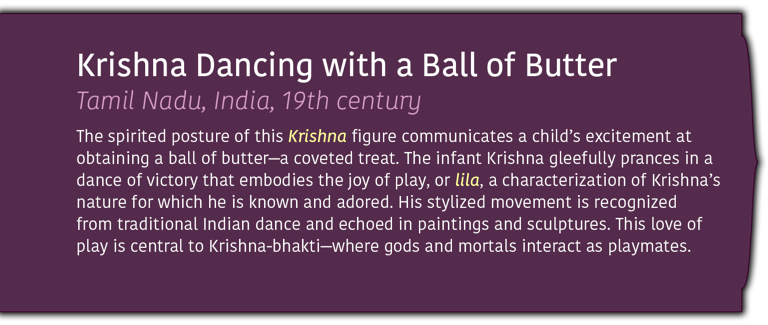 Krishna Dancing with a Ball of Butter
Tamil Nadu, India, 19th century
The spirited posture of this Krishna figure communicates a child’s excitement at
obtaining a ball of butter—a coveted treat. The infant Krishna gleefully prances in a
dance of victory that embodies the joy of play, or lila, a characterization of Krishna’s
nature for which he is known and adored. His stylized movement is recognized
from traditional Indian dance and echoed in paintings and sculptures. This love of
play is central to Krishna-bhakti—where gods and mortals interact as playmates.